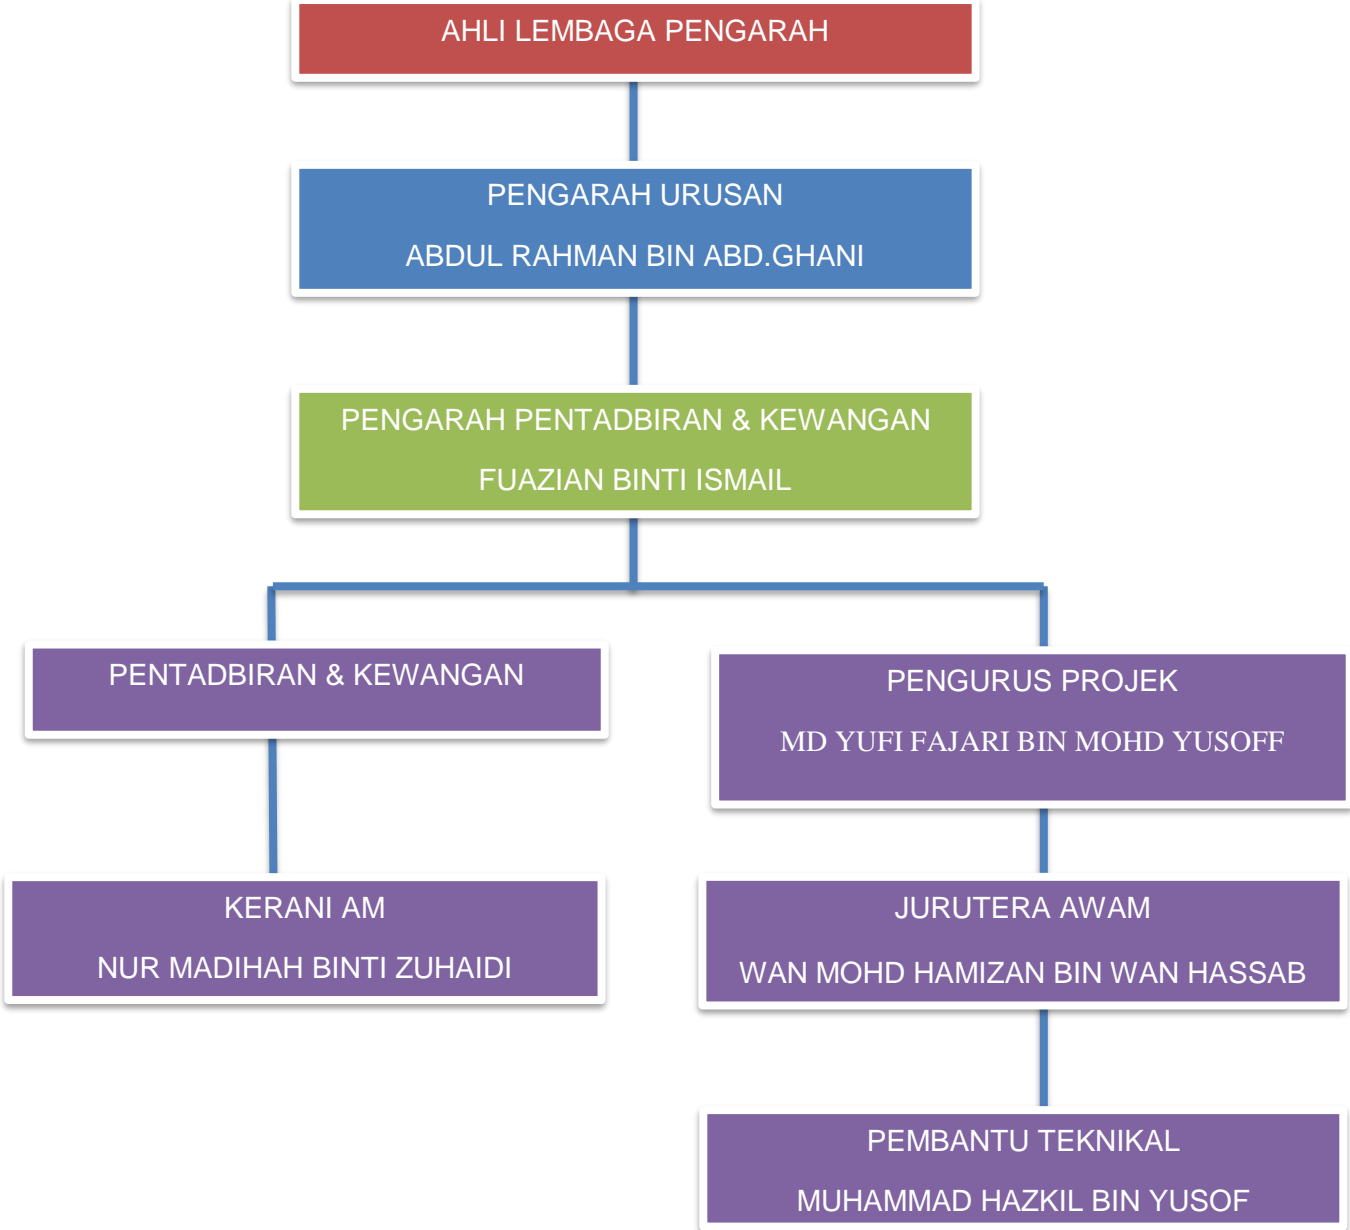 AHLI LEMBAGA PENGARAH
PENGARAH URUSAN
ABDUL RAHMAN BIN ABD.GHANI
PENGARAH PENTADBIRAN & KEWANGAN
FUAZIAN BINTI ISMAIL
PENTADBIRAN & KEWANGAN
KERANI AM
NUR MADIHAH BINTI ZUHAIDI
PENGURUS PROJEK
MD YUFI FAJARI BIN MOHD YUSOFF
JURUTERA AWAM
WAN MOHD HAMIZAN BIN WAN HASSAB
PEMBANTU TEKNIKAL
MUHAMMAD HAZKIL BIN YUSOF